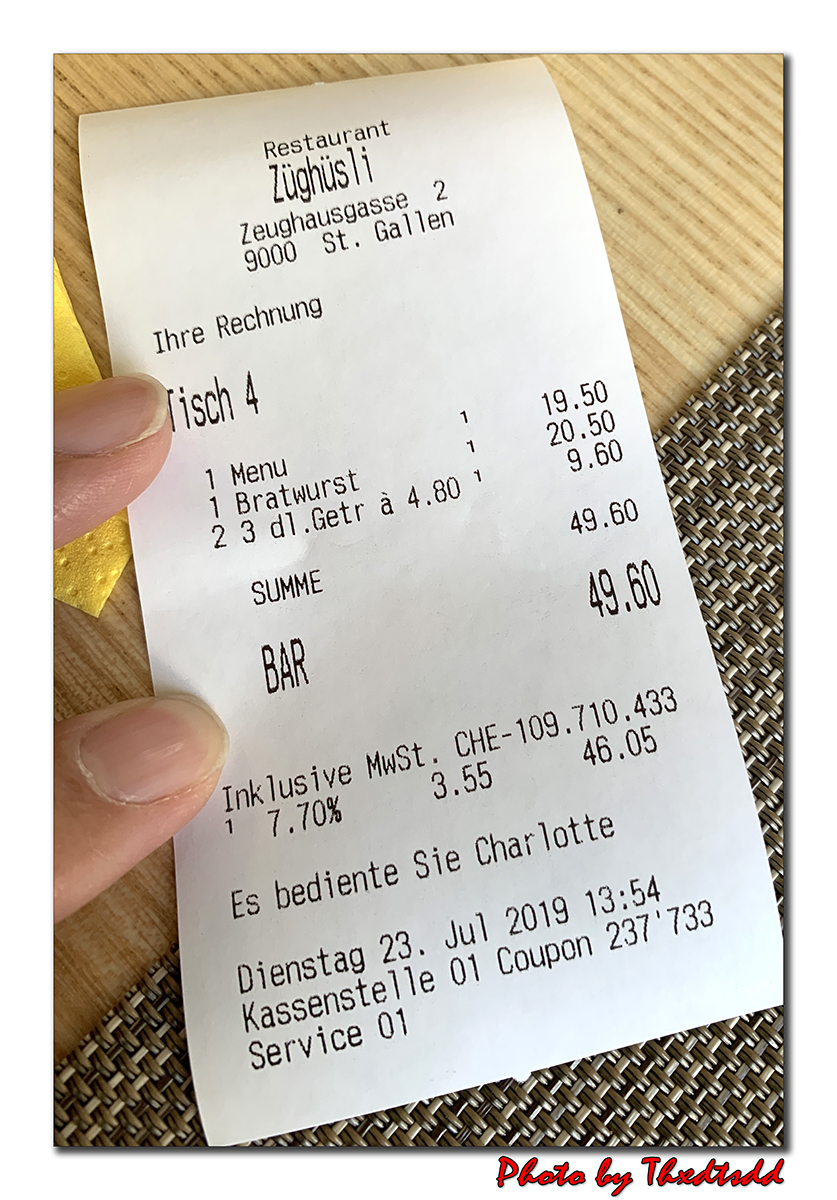 Restaurant
Züghüsli
Zeughausgasse 2
9000 St. Gallen
Ihre Rechnung
Tisch 4
1 Menu 1 19.50
1 Bratwurst 1 20.50
2 3 dl.Getr à 4.80 1 9.60
SUMME 49.60
BAR 49.60
Inklusive MwSt. CHE-109.710.433
1 7.70% 3.55 46.05
Es bediente Sie Charlotte
Dienstag 23. Jul 2019 13:54
Kassenstelle 01 Coupon 237'733
Service 01
Photo by Thxdtsdd